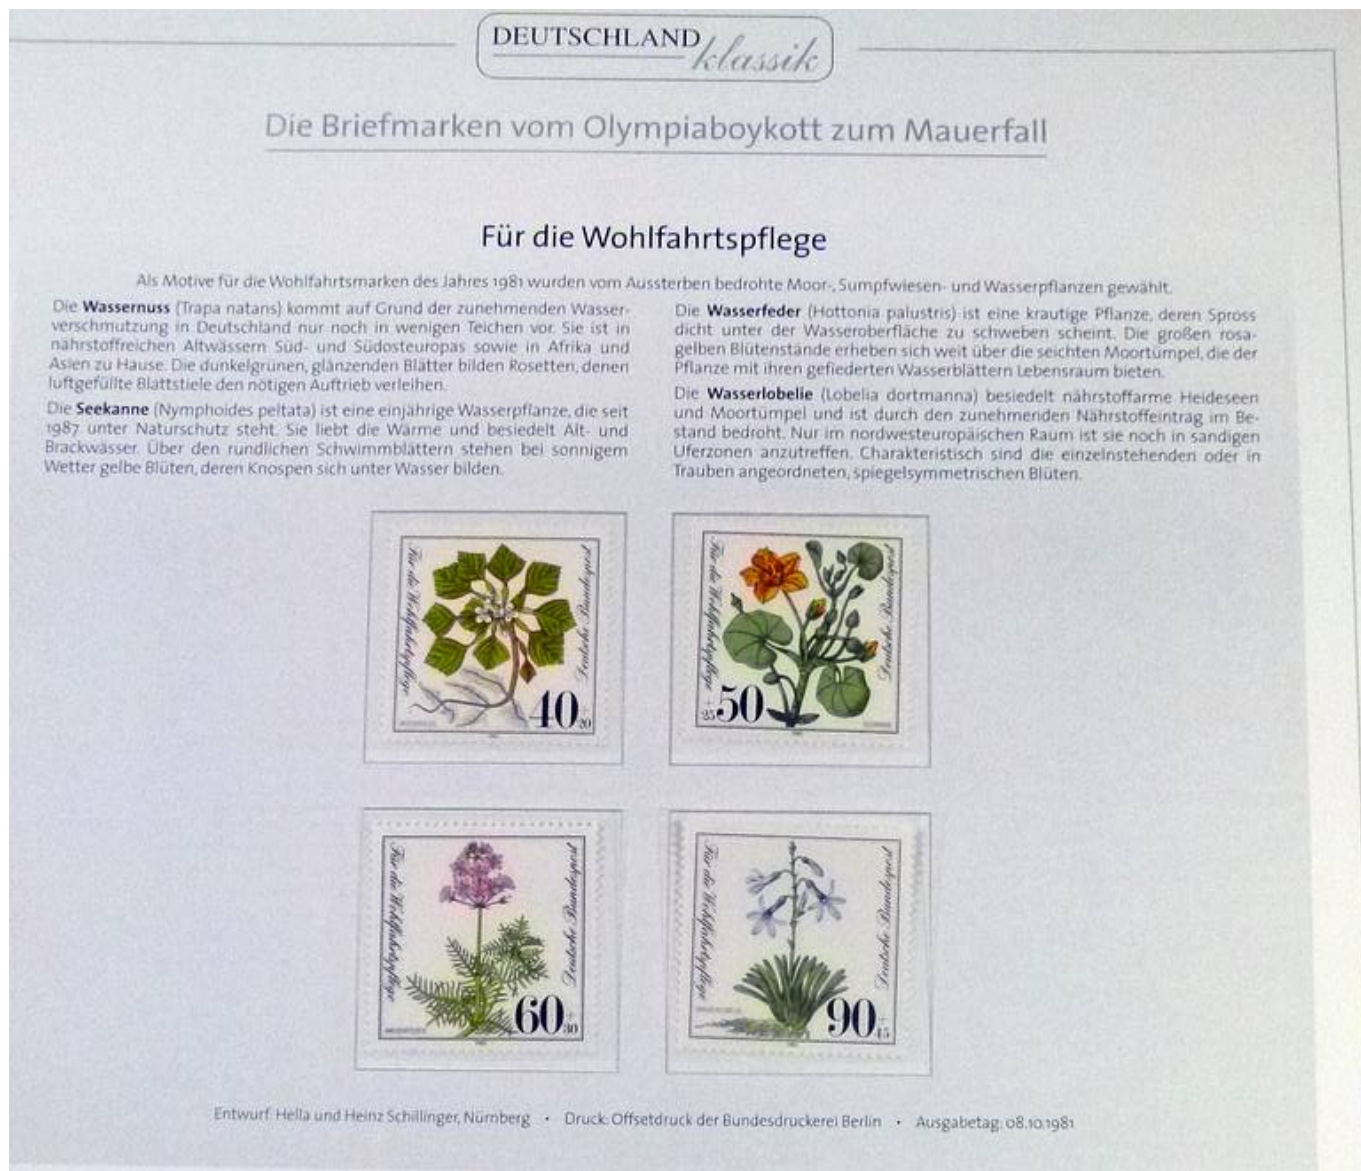 DEUTSCHLAND
klassik
Die Briefmarken vom Olympiaboykott zum Mauerfall
Für die Wohlfahrtspflege
Als Motive für die Wohlfahrtsmarken des Jahres 1981 wurden vom Aussterben bedrohte Moor-, Sumpfwiesen- und Wasserpflanzen gewählt.
Die Wassernuss (Trapa natans) kommt auf Grund der zunehmenden Wasser-
verschmutzung in Deutschland nur noch in wenigen Teichen vor. Sie ist in
nährstoffreichen Altwässern Süd- und Südosteuropas sowie in Afrika und
Asien zu Hause. Die dunkelgrünen, glänzenden Blätter bilden Rosetten, denen
luftgefüllte Blattstiele den nötigen Auftrieb verleihen.
Die Seekanne (Nymphoides peltata) ist eine einjährige Wasserpflanze, die seit
1987 unter Naturschutz steht. Sie liebt die Wärme und besiedelt Alt- und
Brackwässer. Über den rundlichen Schwimmblättern stehen bei sonnigem
Wetter gelbe Blüten, deren Knospen sich unter Wasser bilden.
Die Wasserfeder (Hottonia palustris) ist eine krautige Pflanze, deren Spross
dicht unter der Wasseroberfläche zu schweben scheint. Die großen rosa-
gelben Blütenstände erheben sich weit über die seichten Moortümpel, die der
Pflanze mit ihren gefiederten Wasserblättern Lebensraum bieten.
Die Wasserlobelie (Lobelia dortmanna) besiedelt nährstoffarme Heideseen
und Moortümpel und ist durch den zunehmenden Nährstoffeintrag im Be-
stand bedroht. Nur im nordwesteuropäischen Raum ist sie noch in sandigen
Uferzonen anzutreffen. Charakteristisch sind die einzelnstehenden oder in
Trauben angeordneten, spiegelsymmetrischen Blüten.
Für die Wohlfahrtspflege
Deutsche Bundespost
40 +20
Für die Wohlfahrtspflege
Deutsche Bundespost
+25 50
Für die Wohlfahrtspflege
Deutsche Bundespost
60 +30
Für die Wohlfahrtspflege
Deutsche Bundespost
90 +45
Entwurf: Hella und Heinz Schillinger, Nürnberg • Druck: Offsetdruck der Bundesdruckerei Berlin • Ausgabetag: 08.10.1981